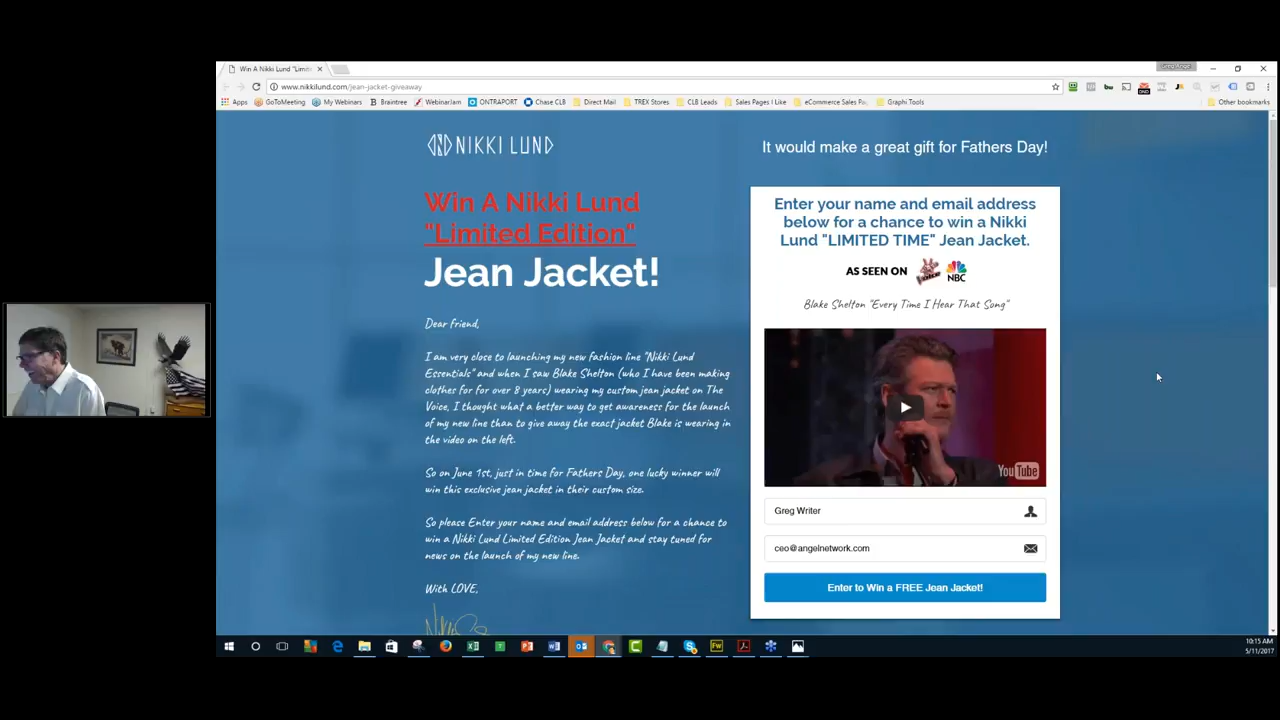 Win A Nikki Lund "Limit
Greg Angel
www.nikkilund.com/jean-jacket-giveaway
Apps GoToMeeting My Webinars Braintree WebinarJam ONTRAPORT Chase CLB Direct Mail TREX Stores CLB Leads Sales Pages I Like eCommerce Sales Pa Graphi Tools Other bookmarks
NIKKI LUND
It would make a great gift for Fathers Day!
Win A Nikki Lund
"Limited Edition"
Jean Jacket!
Dear friend,
I am very close to launching my new fashion line "Nikki Lund
Essentials" and when I saw Blake Shelton (who I have been making
clothes for for over 8 years) wearing my custom jean jacket on The
Voice, I thought what a better way to get awareness for the launch
of my new line than to give away the exact jacket Blake is wearing in
the video on the left.
So on June 1st, just in time for Fathers Day, one lucky winner will
win this exclusive jean jacket in their custom size.
So please Enter your name and email address below for a chance to
win a Nikki Lund Limited Edition Jean Jacket and stay tuned for
news on the launch of my new line.
With LOVE,
Enter your name and email address
below for a chance to win a Nikki
Lund "LIMITED TIME" Jean Jacket.
AS SEEN ON
NBC
Blake Shelton "Every Time I Hear That Song"
YouTube
Greg Writer
ceo@angelnetwork.com
Enter to Win a FREE Jean Jacket!
10:15 AM
5/11/2017